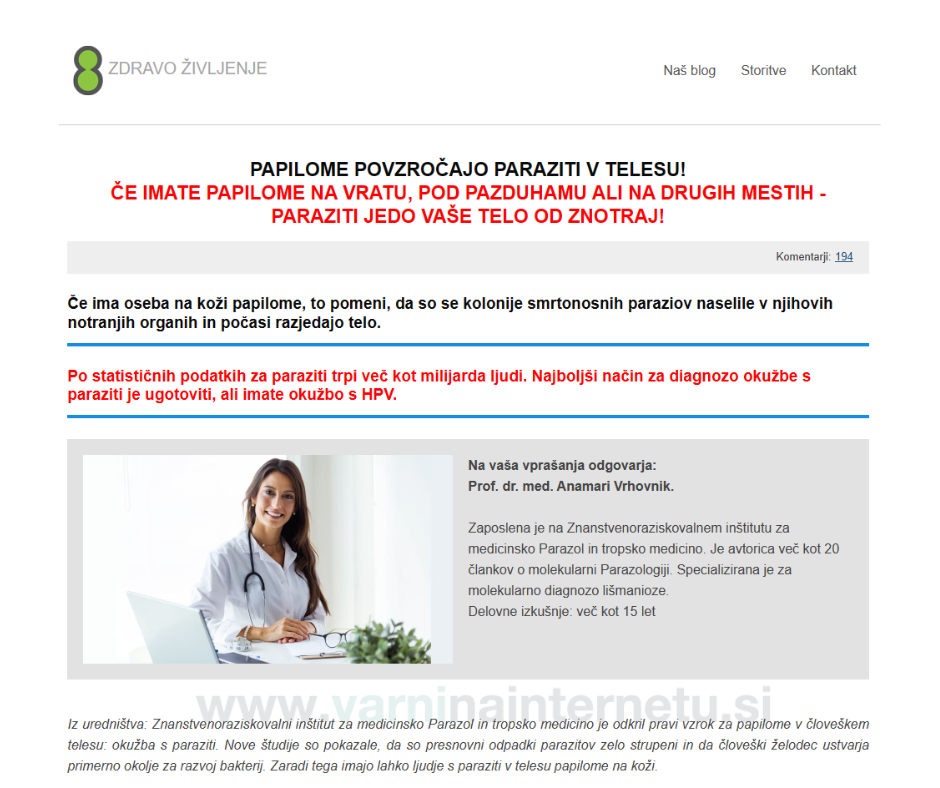 ZDRAVO ŽIVLJENJE
Naš blog Storitve Kontakt
PAPILOME POVZROČAJO PARAZITI V TELESU!
ČE IMATE PAPILOME NA VRATU, POD PAZDUHAMU ALI NA DRUGIH MESTIH -
PARAZITI JEDO VAŠE TELO OD ZNOTRAJ!
Komentarji: 194
Če ima oseba na koži papilome, to pomeni, da so se kolonije smrtonosnih paraziov naselile v njihovih
notranjih organih in počasi razjedajo telo.
Po statističnih podatkih za paraziti trpi več kot milijarda ljudi. Najboljši način za diagnozo okužbe s
paraziti je ugotoviti, ali imate okužbo s HPV.
Na vaša vprašanja odgovarja:
Prof. dr. med. Anamari Vrhovnik.
Zaposlena je na Znanstvenoraziskovalnem inštitutu za
medicinsko Parazol in tropsko medicino. Je avtorica več kot 20
člankov o molekularni Parazologiji. Specializirana je za
molekularno diagnozo lišmanioze.
Delovne izkušnje: več kot 15 let
www.varninainternetu.si
Iz uredništva: Znanstvenoraziskovalni inštitut za medicinsko Parazol in tropsko medicino je odkril pravi vzrok za papilome v človeškem
telesu: okužba s paraziti. Nove študije so pokazale, da so presnovni odpadki parazitov zelo strupeni in da človeški želodec ustvarja
primerno okolje za razvoj bakterij. Zaradi tega imajo lahko ljudje s paraziti v telesu papilome na koži.